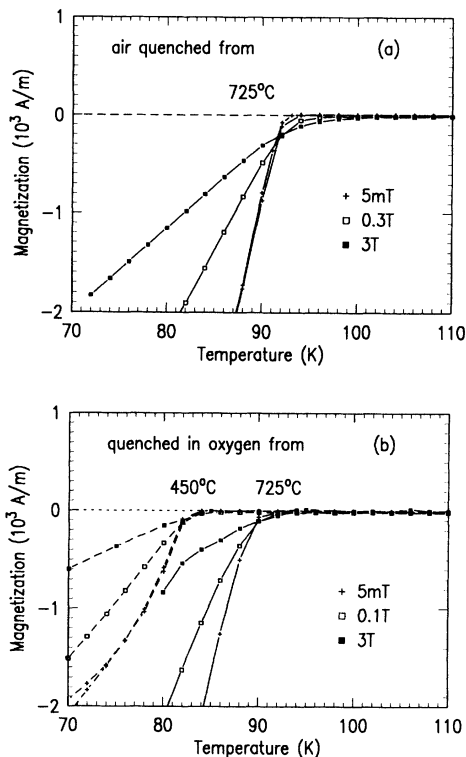 1
air quenched from
(a)
725°C
0
-1
-2
Magnetization (10³ A/m)
+ 5mT
0.3T
3T
70
80
90
100
110
Temperature (K)
1
quenched in oxygen from
(b)
450°C
725°C
0
-1
-2
Magnetization (10³ A/m)
+ 5mT
0.1T
3T
70
80
90
100
110
Temperature (K)